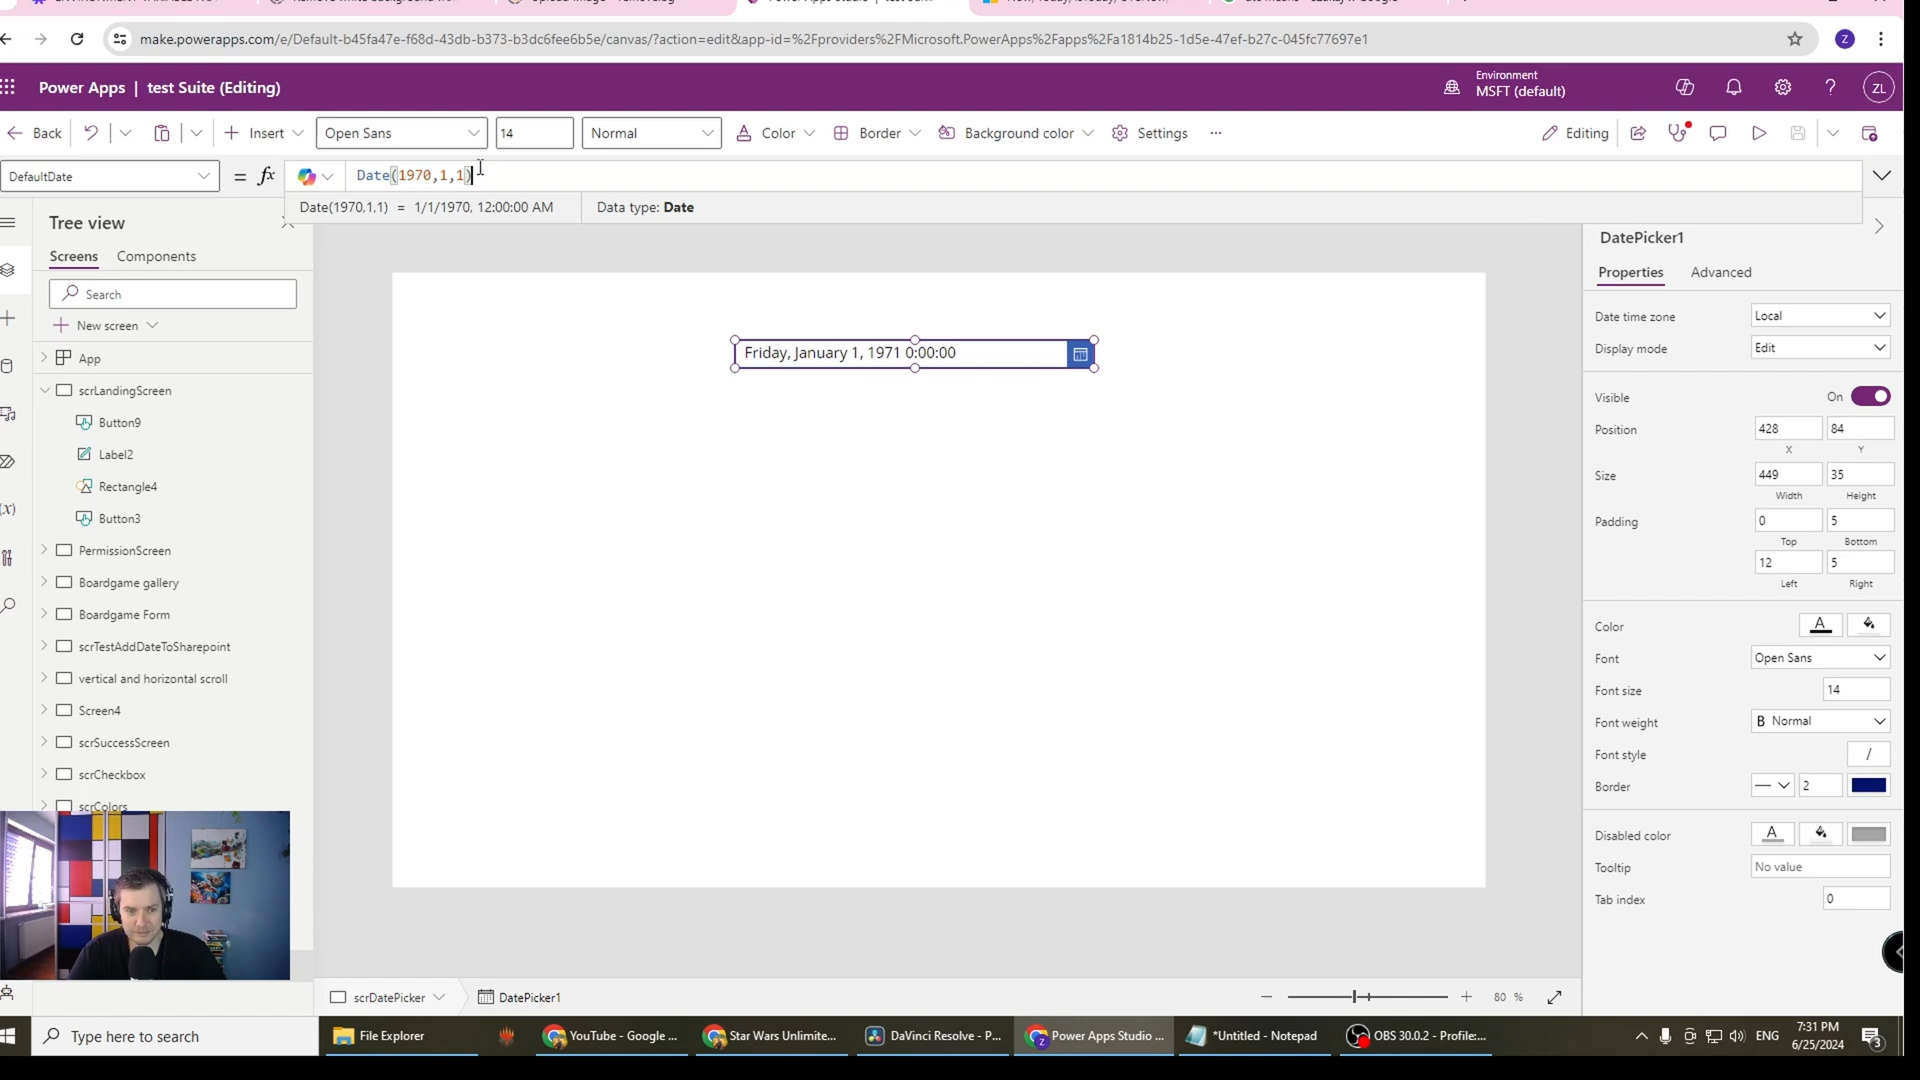 make.powerapps.com/e/Default-b45fa47e-f68d-43db-b373-b3dc6fee6b5e/canvas/?action=edit&app-id=%2Fproviders%2FMicrosoft.PowerApps%2Fapps%2Fa1814b25-1d5e-47ef-b27c-045fc77697e1
Z
Power Apps | test Suite (Editing)
Environment
MSFT (default)
ZL
Back
Insert
Open Sans
14
Normal
Color
Border
Background color
Settings
Editing
DefaultDate
= fx
Date(1970,1,1)
Date(1970,1,1) = 1/1/1970, 12:00:00 AM
Data type: Date
Tree view
Screens
Components
Search
New screen
App
scrLandingScreen
Button9
Label2
Rectangle4
Button3
PermissionScreen
Boardgame gallery
Boardgame Form
scrTestAddDateToSharepoint
vertical and horizontal scroll
Screen4
scrSuccessScreen
scrCheckbox
scrColors
Friday, January 1, 1971 0:00:00
DatePicker1
Properties
Advanced
Date time zone
Local
Display mode
Edit
Visible
On
Position
428
84
X
Y
Size
449
35
Width
Height
Padding
0
5
Top
Bottom
12
5
Left
Right
Color
Font
Open Sans
Font size
14
Font weight
B Normal
Font style
/
Border
2
Disabled color
Tooltip
No value
Tab index
0
scrDatePicker
DatePicker1
80 %
Type here to search
File Explorer
YouTube - Google ...
Star Wars Unlimite...
DaVinci Resolve - P...
Power Apps Studio ...
*Untitled - Notepad
OBS 30.0.2 - Profile:...
ENG
7:31 PM
6/25/2024
3